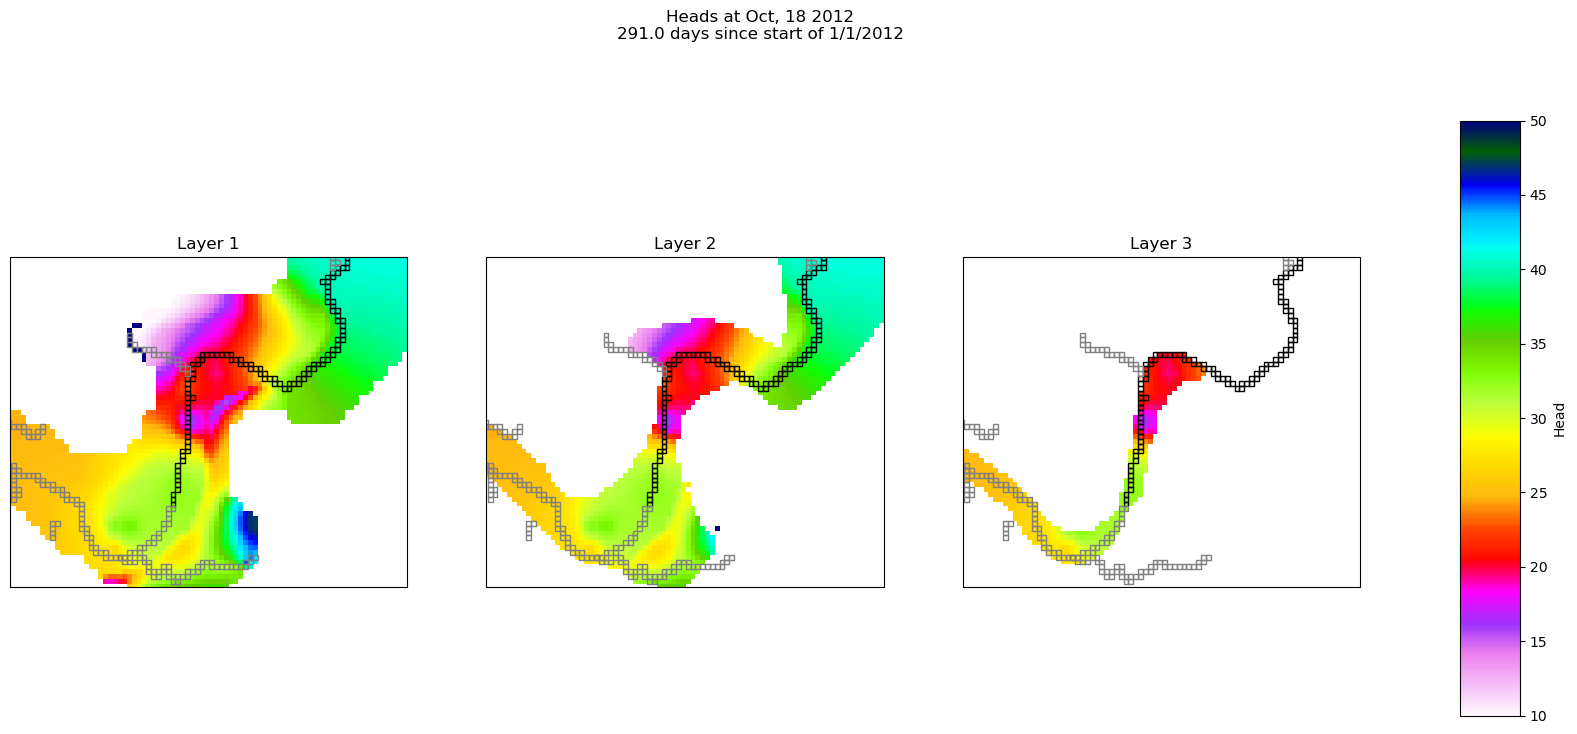 Heads at Oct, 18 2012
291.0 days since start of 1/1/2012
Layer 1
Layer 2
Layer 3
50
45
40
35
30
25
20
15
10
Head